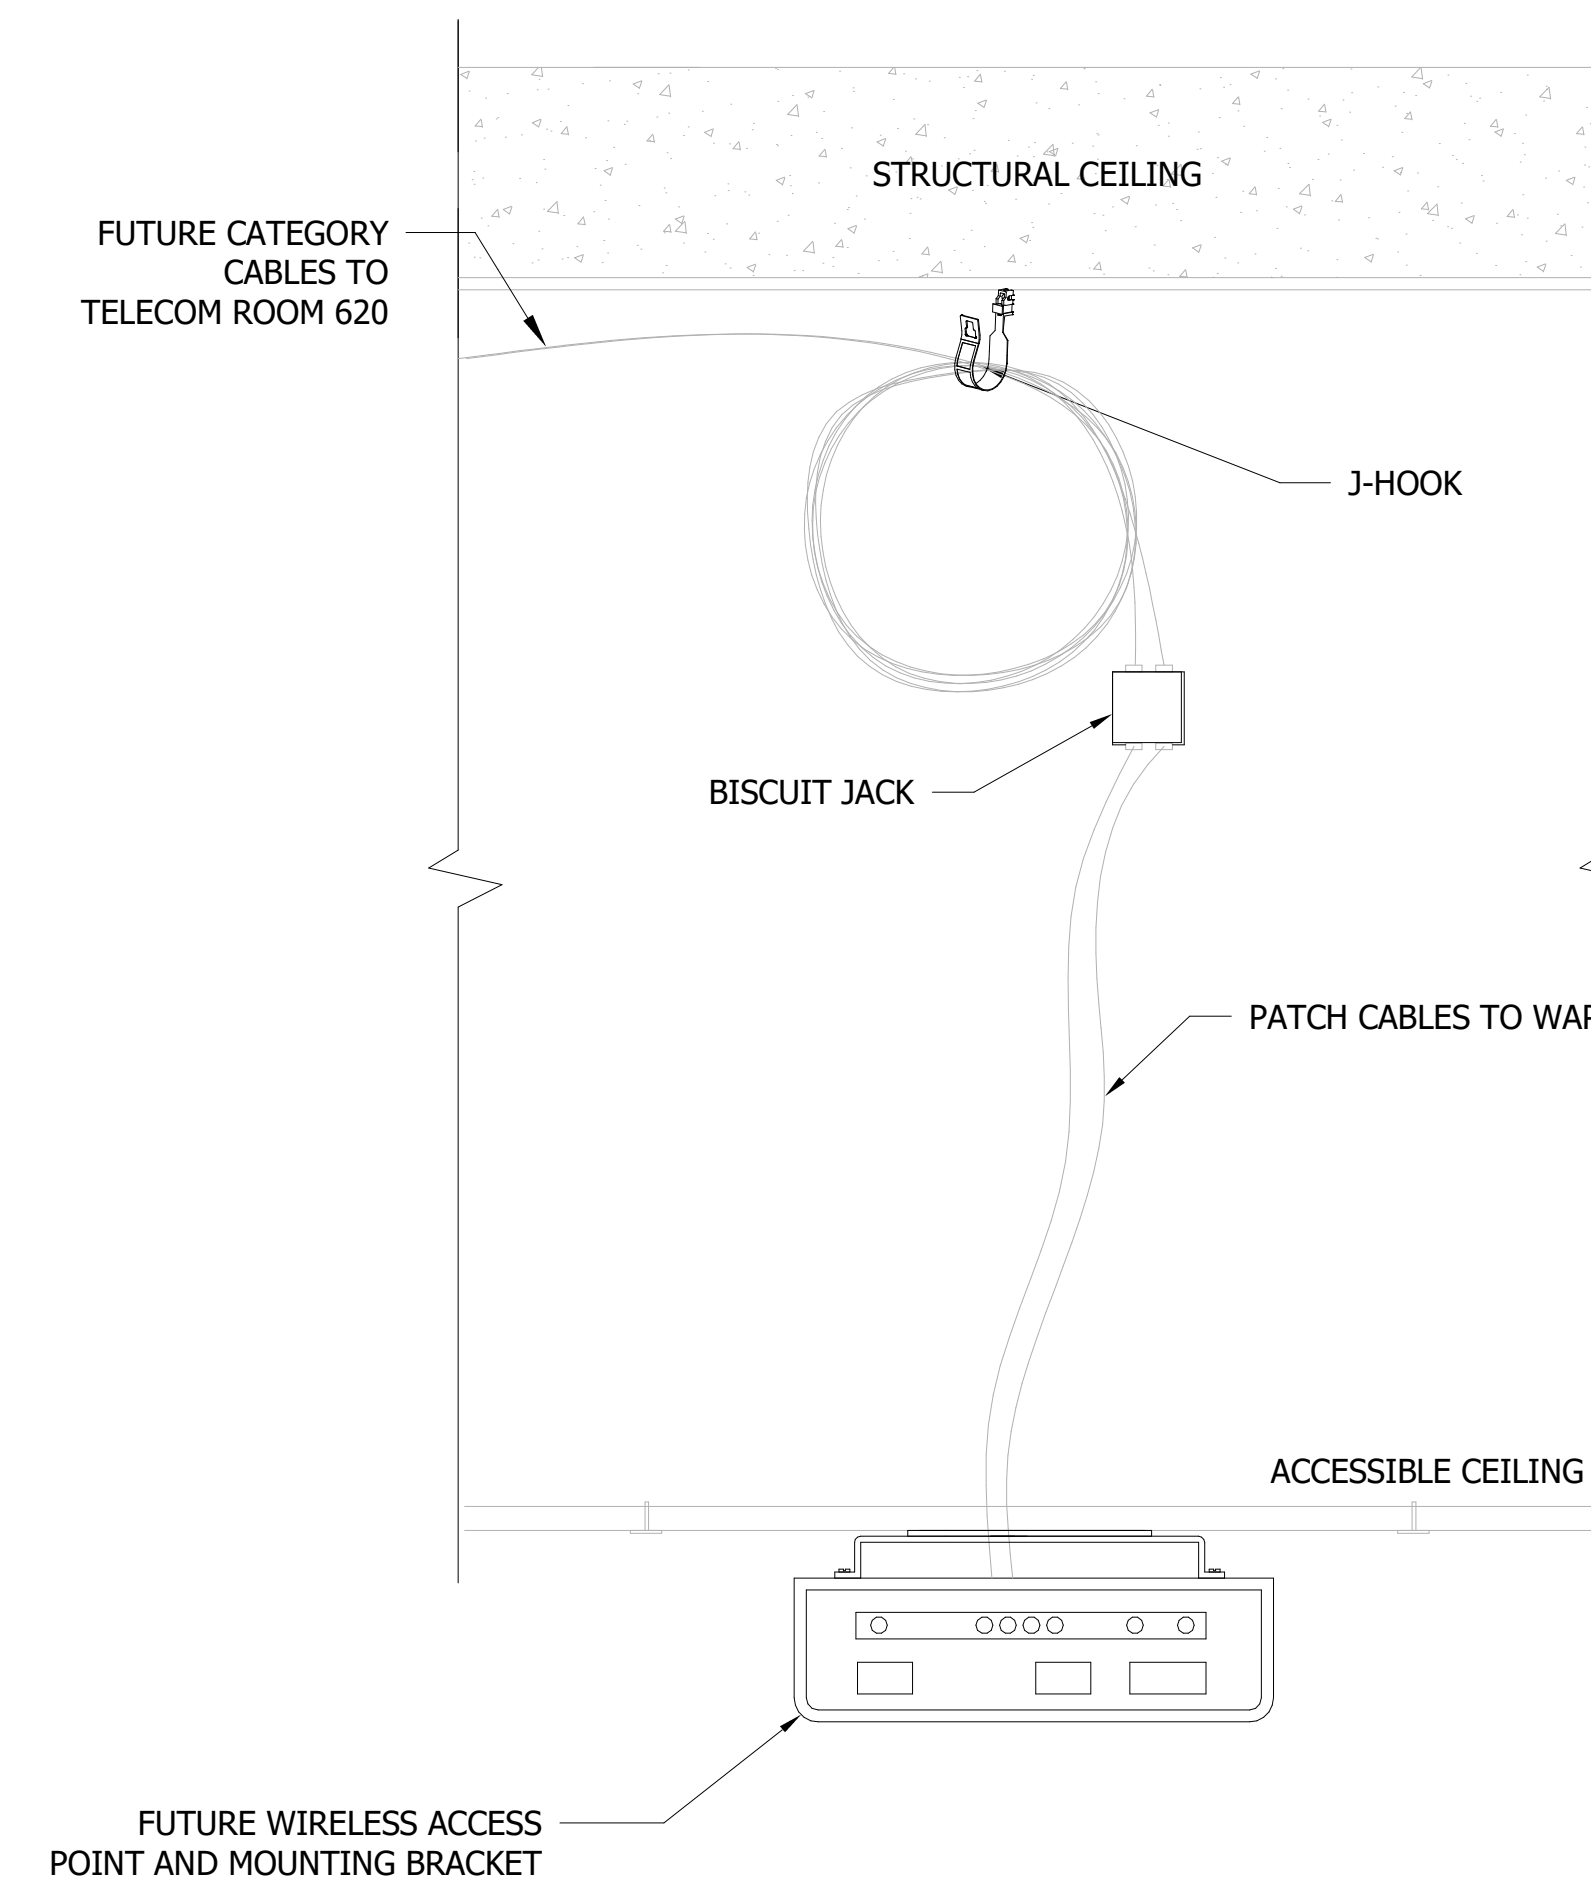 STRUCTURAL CEILING
FUTURE CATEGORY
CABLES TO
TELECOM ROOM 620
J-HOOK
BISCUIT JACK
PATCH CABLES TO WAP
ACCESSIBLE CEILING
FUTURE WIRELESS ACCESS
POINT AND MOUNTING BRACKET